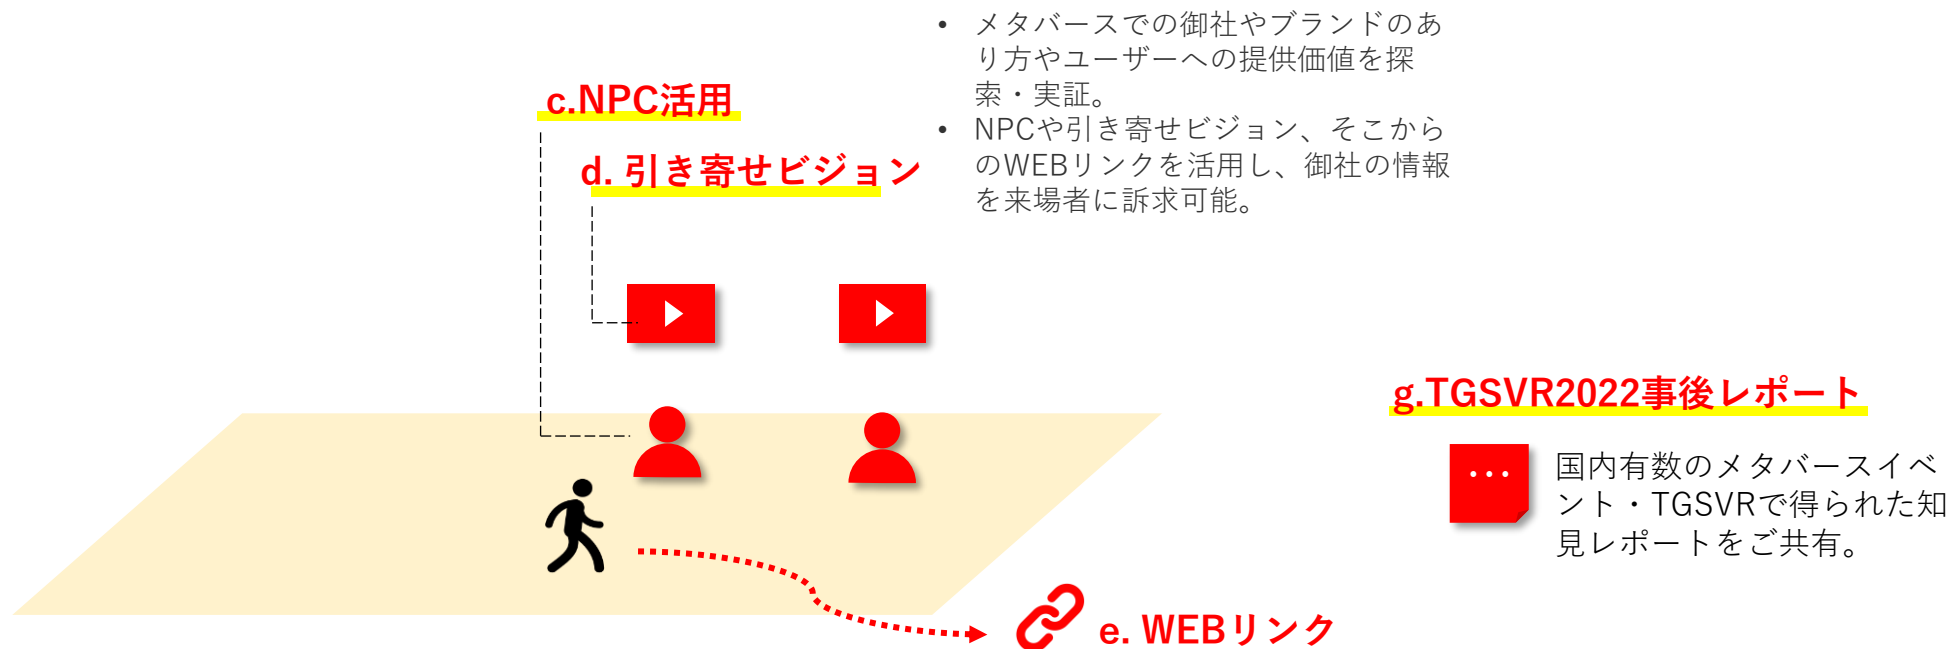 • メタバースでの御社やブランドのあ
り方やユーザーへの提供価値を探
索・実証。
• NPCや引き寄せビジョン、そこから
のWEBリンクを活用し、御社の情報
を来場者に訴求可能。
c.NPC活用
d. 引き寄せビジョン
g.TGSVR2022事後レポート
国内有数のメタバースイベ
ント・TGSVRで得られた知
見レポートをご共有。
e. WEBリンク